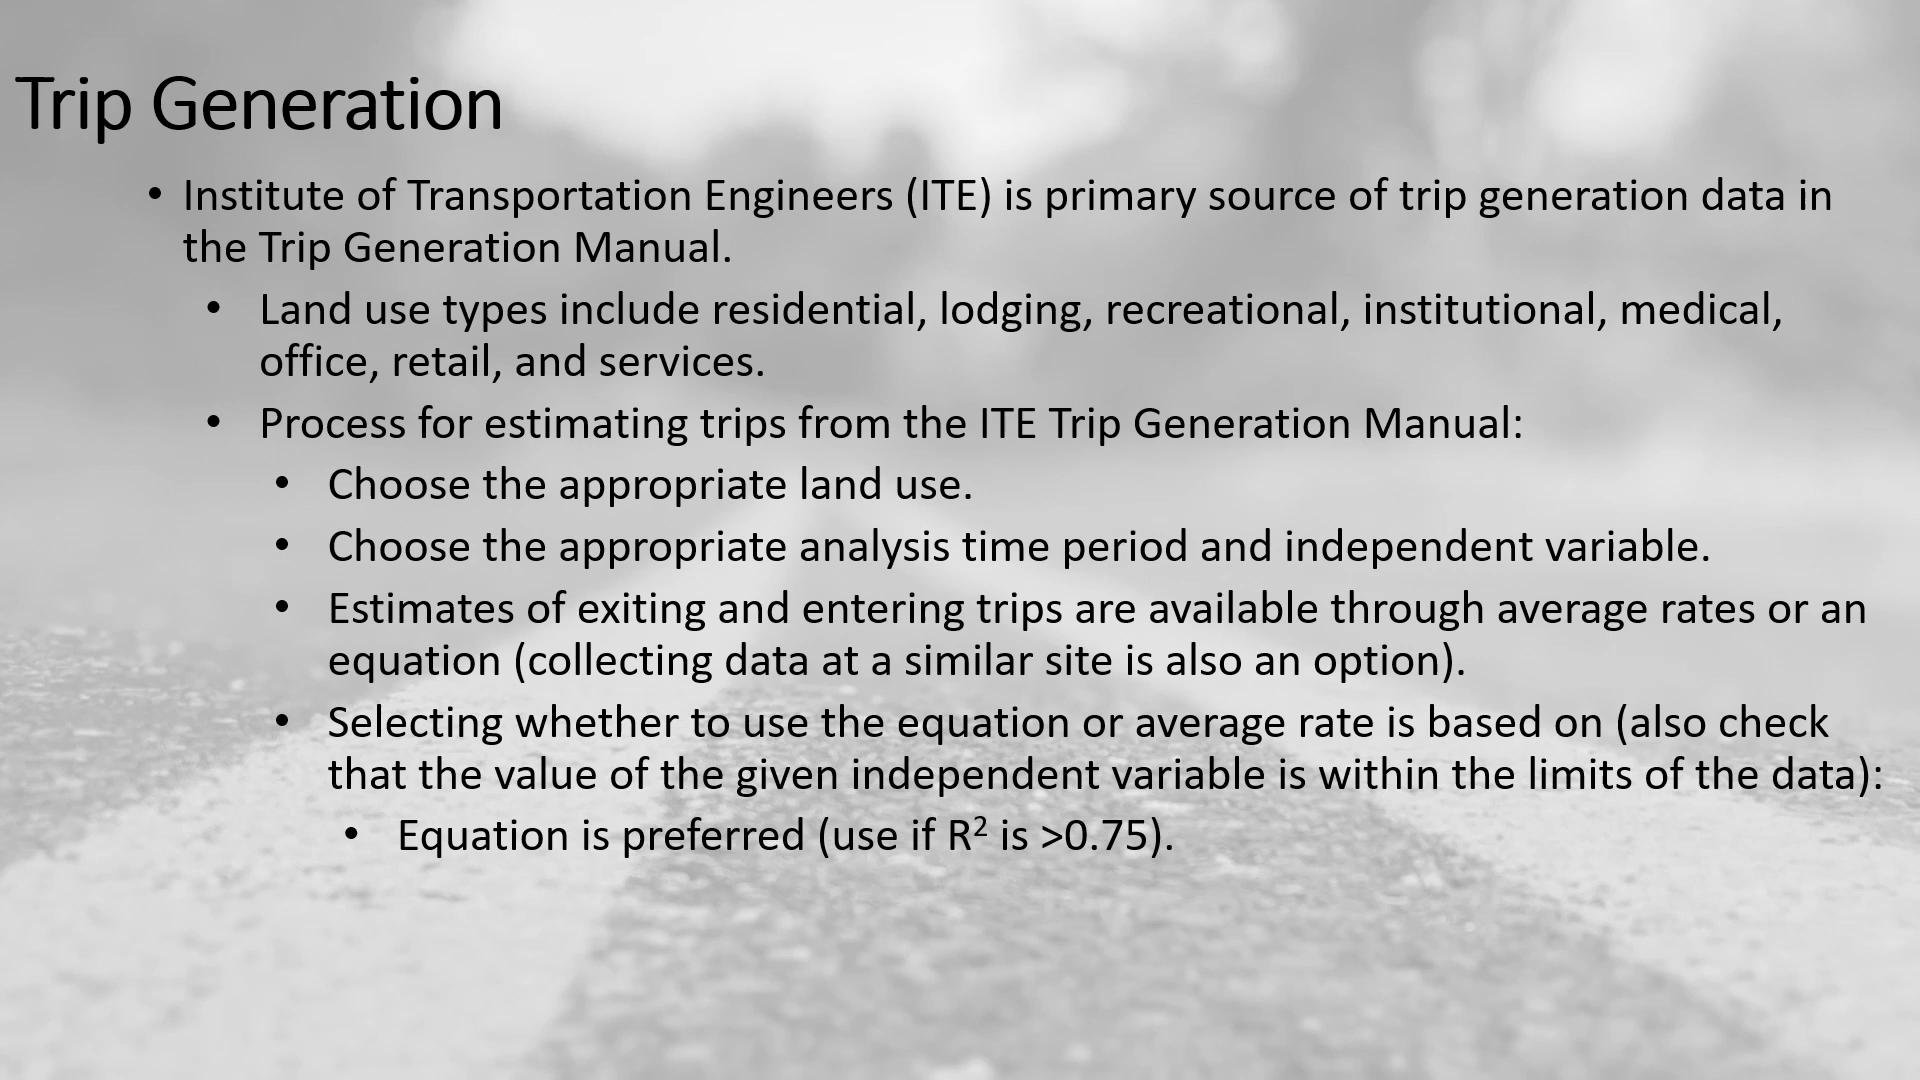 Trip Generation
• Institute of Transportation Engineers (ITE) is primary source of trip generation data in
the Trip Generation Manual.
• Land use types include residential, lodging, recreational, institutional, medical,
office, retail, and services.
• Process for estimating trips from the ITE Trip Generation Manual:
• Choose the appropriate land use.
• Choose the appropriate analysis time period and independent variable.
• Estimates of exiting and entering trips are available through average rates or an
equation (collecting data at a similar site is also an option).
• Selecting whether to use the equation or average rate is based on (also check
that the value of the given independent variable is within the limits of the data):
• Equation is preferred (use if R² is >0.75).